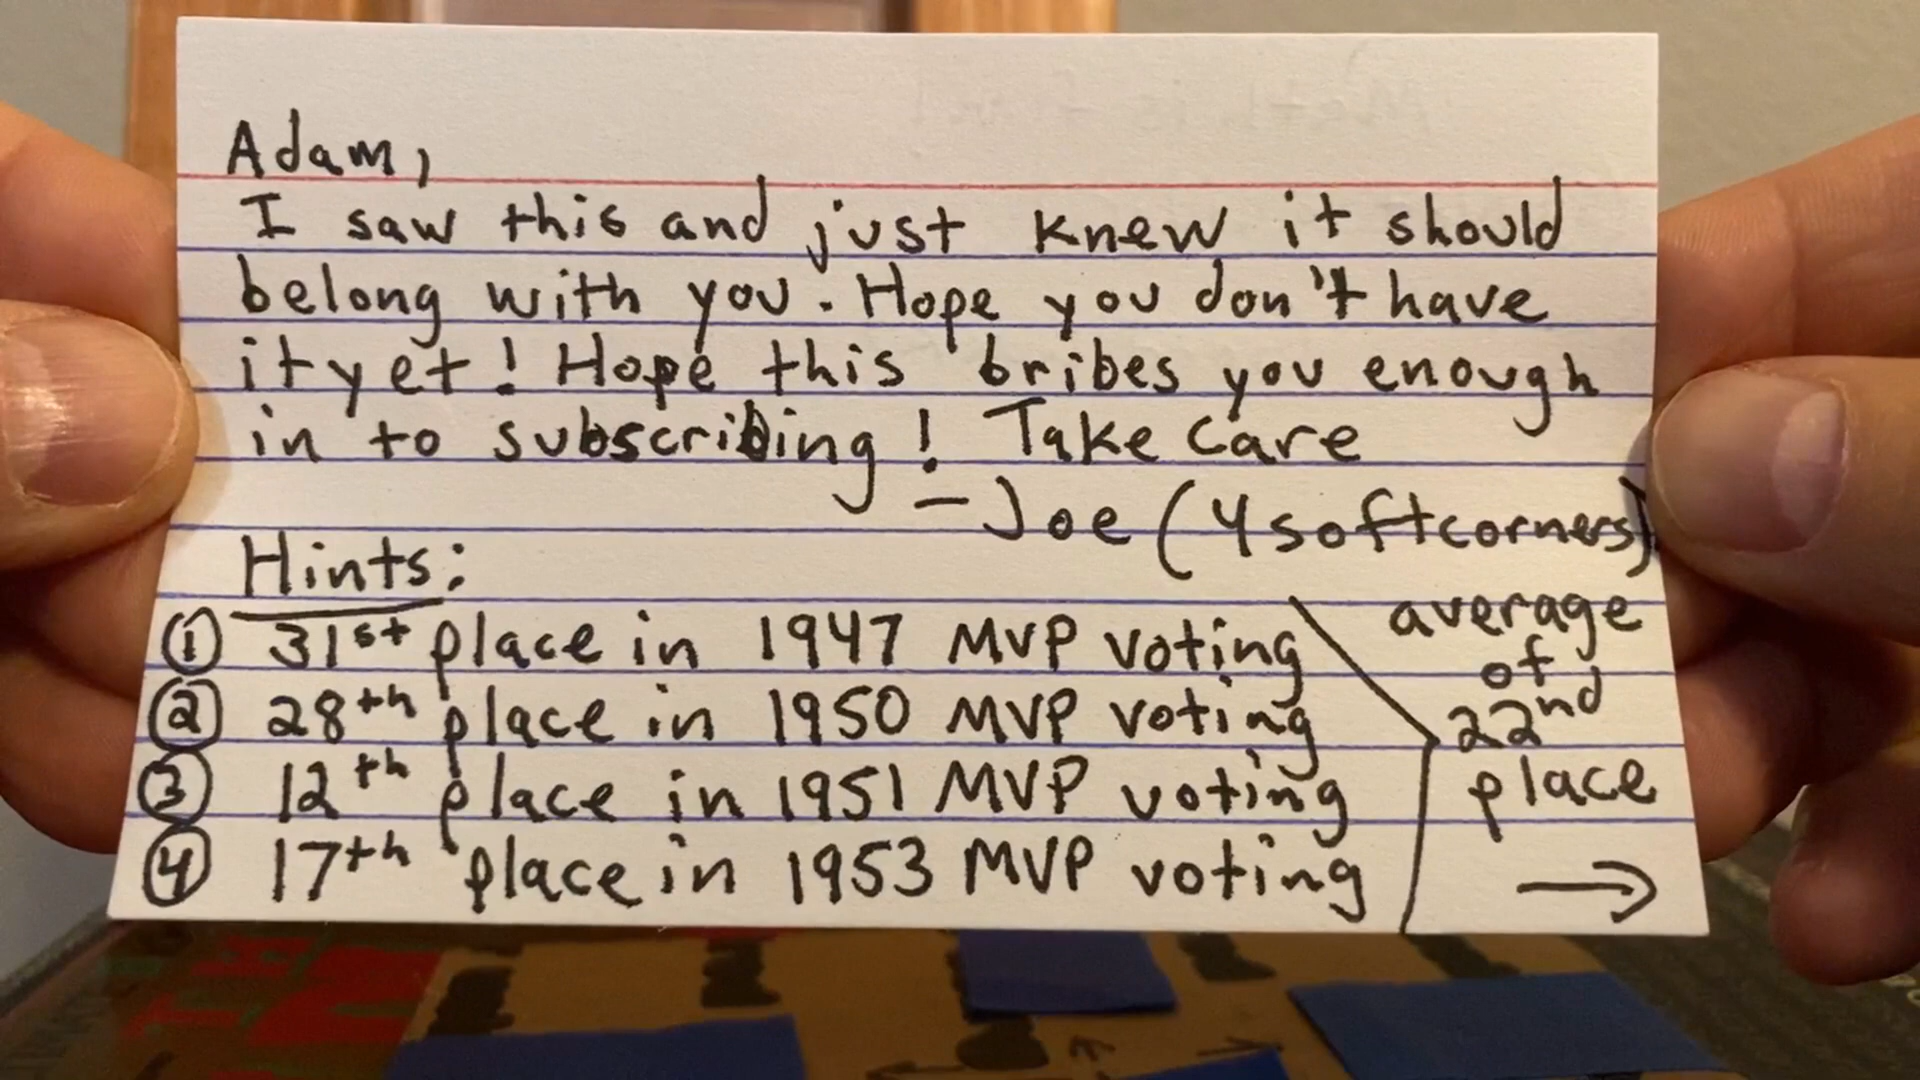 Adam,
I saw this and just knew it should
belong with you. Hope you don't have
it yet! Hope this bribes you enough
in to subscribing! Take care
- Joe (4softcorners)
Hints:
① 31st place in 1947 MVP voting
② 28th place in 1950 MVP voting
③ 12th place in 1951 MVP voting
④ 17th place in 1953 MVP voting
average
of
22nd
place
→